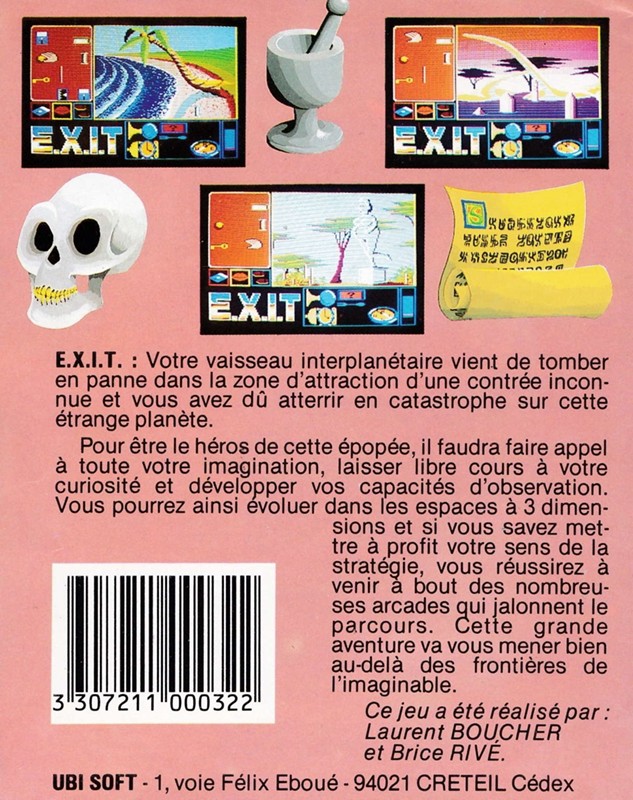 E.X.I.T
E.X.I.T
E.X.I.T
S
E.X.I.T. : Votre vaisseau interplanétaire vient de tomber
en panne dans la zone d'attraction d'une contrée incon-
nue et vous avez dû atterrir en catastrophe sur cette
étrange planète.
Pour être le héros de cette épopée, il faudra faire appel
à toute votre imagination, laisser libre cours à votre
curiosité et développer vos capacités d'observation.
Vous pourrez ainsi évoluer dans les espaces à 3 dimen-
sions et si vous savez met-
tre à profit votre sens de la
stratégie, vous réussirez à
venir à bout des nombreu-
ses arcades qui jalonnent le
parcours. Cette grande
aventure va vous mener bien
au-delà des frontières de
l'imaginable.
Ce jeu a été réalisé par :
Laurent BOUCHER
et Brice RIVÉ.
3 307211 000322
UBI SOFT - 1, voie Félix Eboué - 94021 CRETEIL Cédex